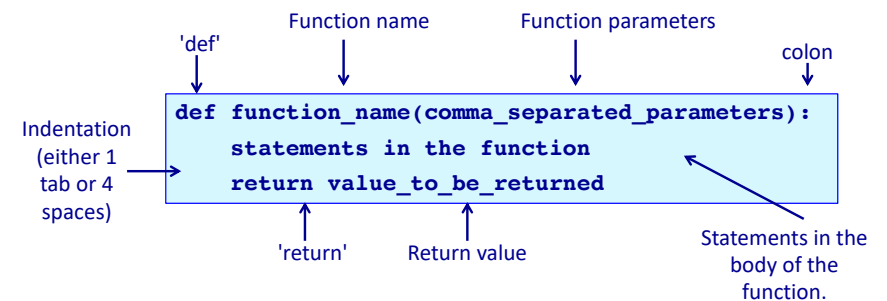 Function name
Function parameters
'def'
colon
def function_name(comma_separated_parameters):
statements in the function
return value_to_be_returned
Indentation
(either 1
tab or 4
spaces)
'return'
Return value
Statements in the
body of the
function.